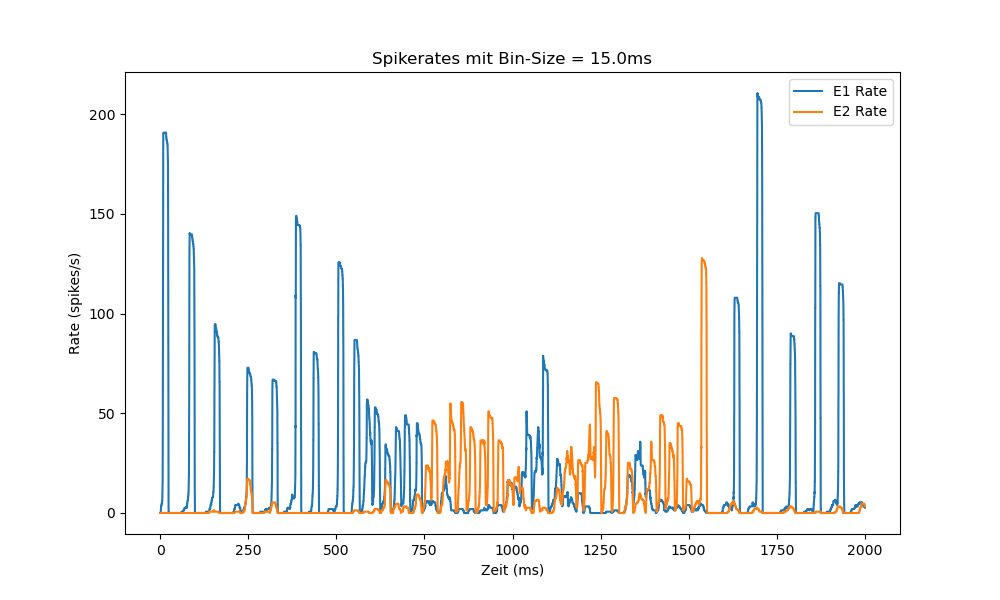 Spikerates mit Bin-Size = 15.0ms
E1 Rate
E2 Rate
Rate (spikes/s)
200
150
100
50
0
0 250 500 750 1000 1250 1500 1750 2000
Zeit (ms)